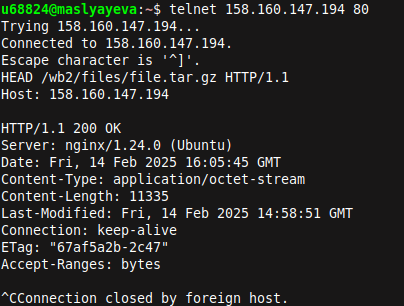 u68824@maslyayeva:~$ telnet 158.160.147.194 80
Trying 158.160.147.194...
Connected to 158.160.147.194.
Escape character is '^]'.
HEAD /wb2/files/file.tar.gz HTTP/1.1
Host: 158.160.147.194

HTTP/1.1 200 OK
Server: nginx/1.24.0 (Ubuntu)
Date: Fri, 14 Feb 2025 16:05:45 GMT
Content-Type: application/octet-stream
Content-Length: 11335
Last-Modified: Fri, 14 Feb 2025 14:58:51 GMT
Connection: keep-alive
ETag: "67af5a2b-2c47"
Accept-Ranges: bytes

^CConnection closed by foreign host.